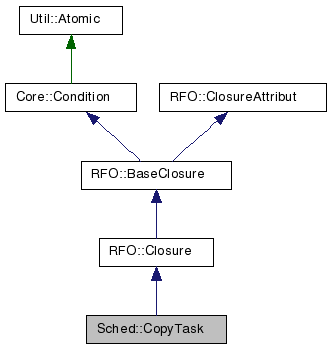 Util::Atomic
Core::Condition
RFO::ClosureAttribut
RFO::BaseClosure
RFO::Closure
Sched::CopyTask